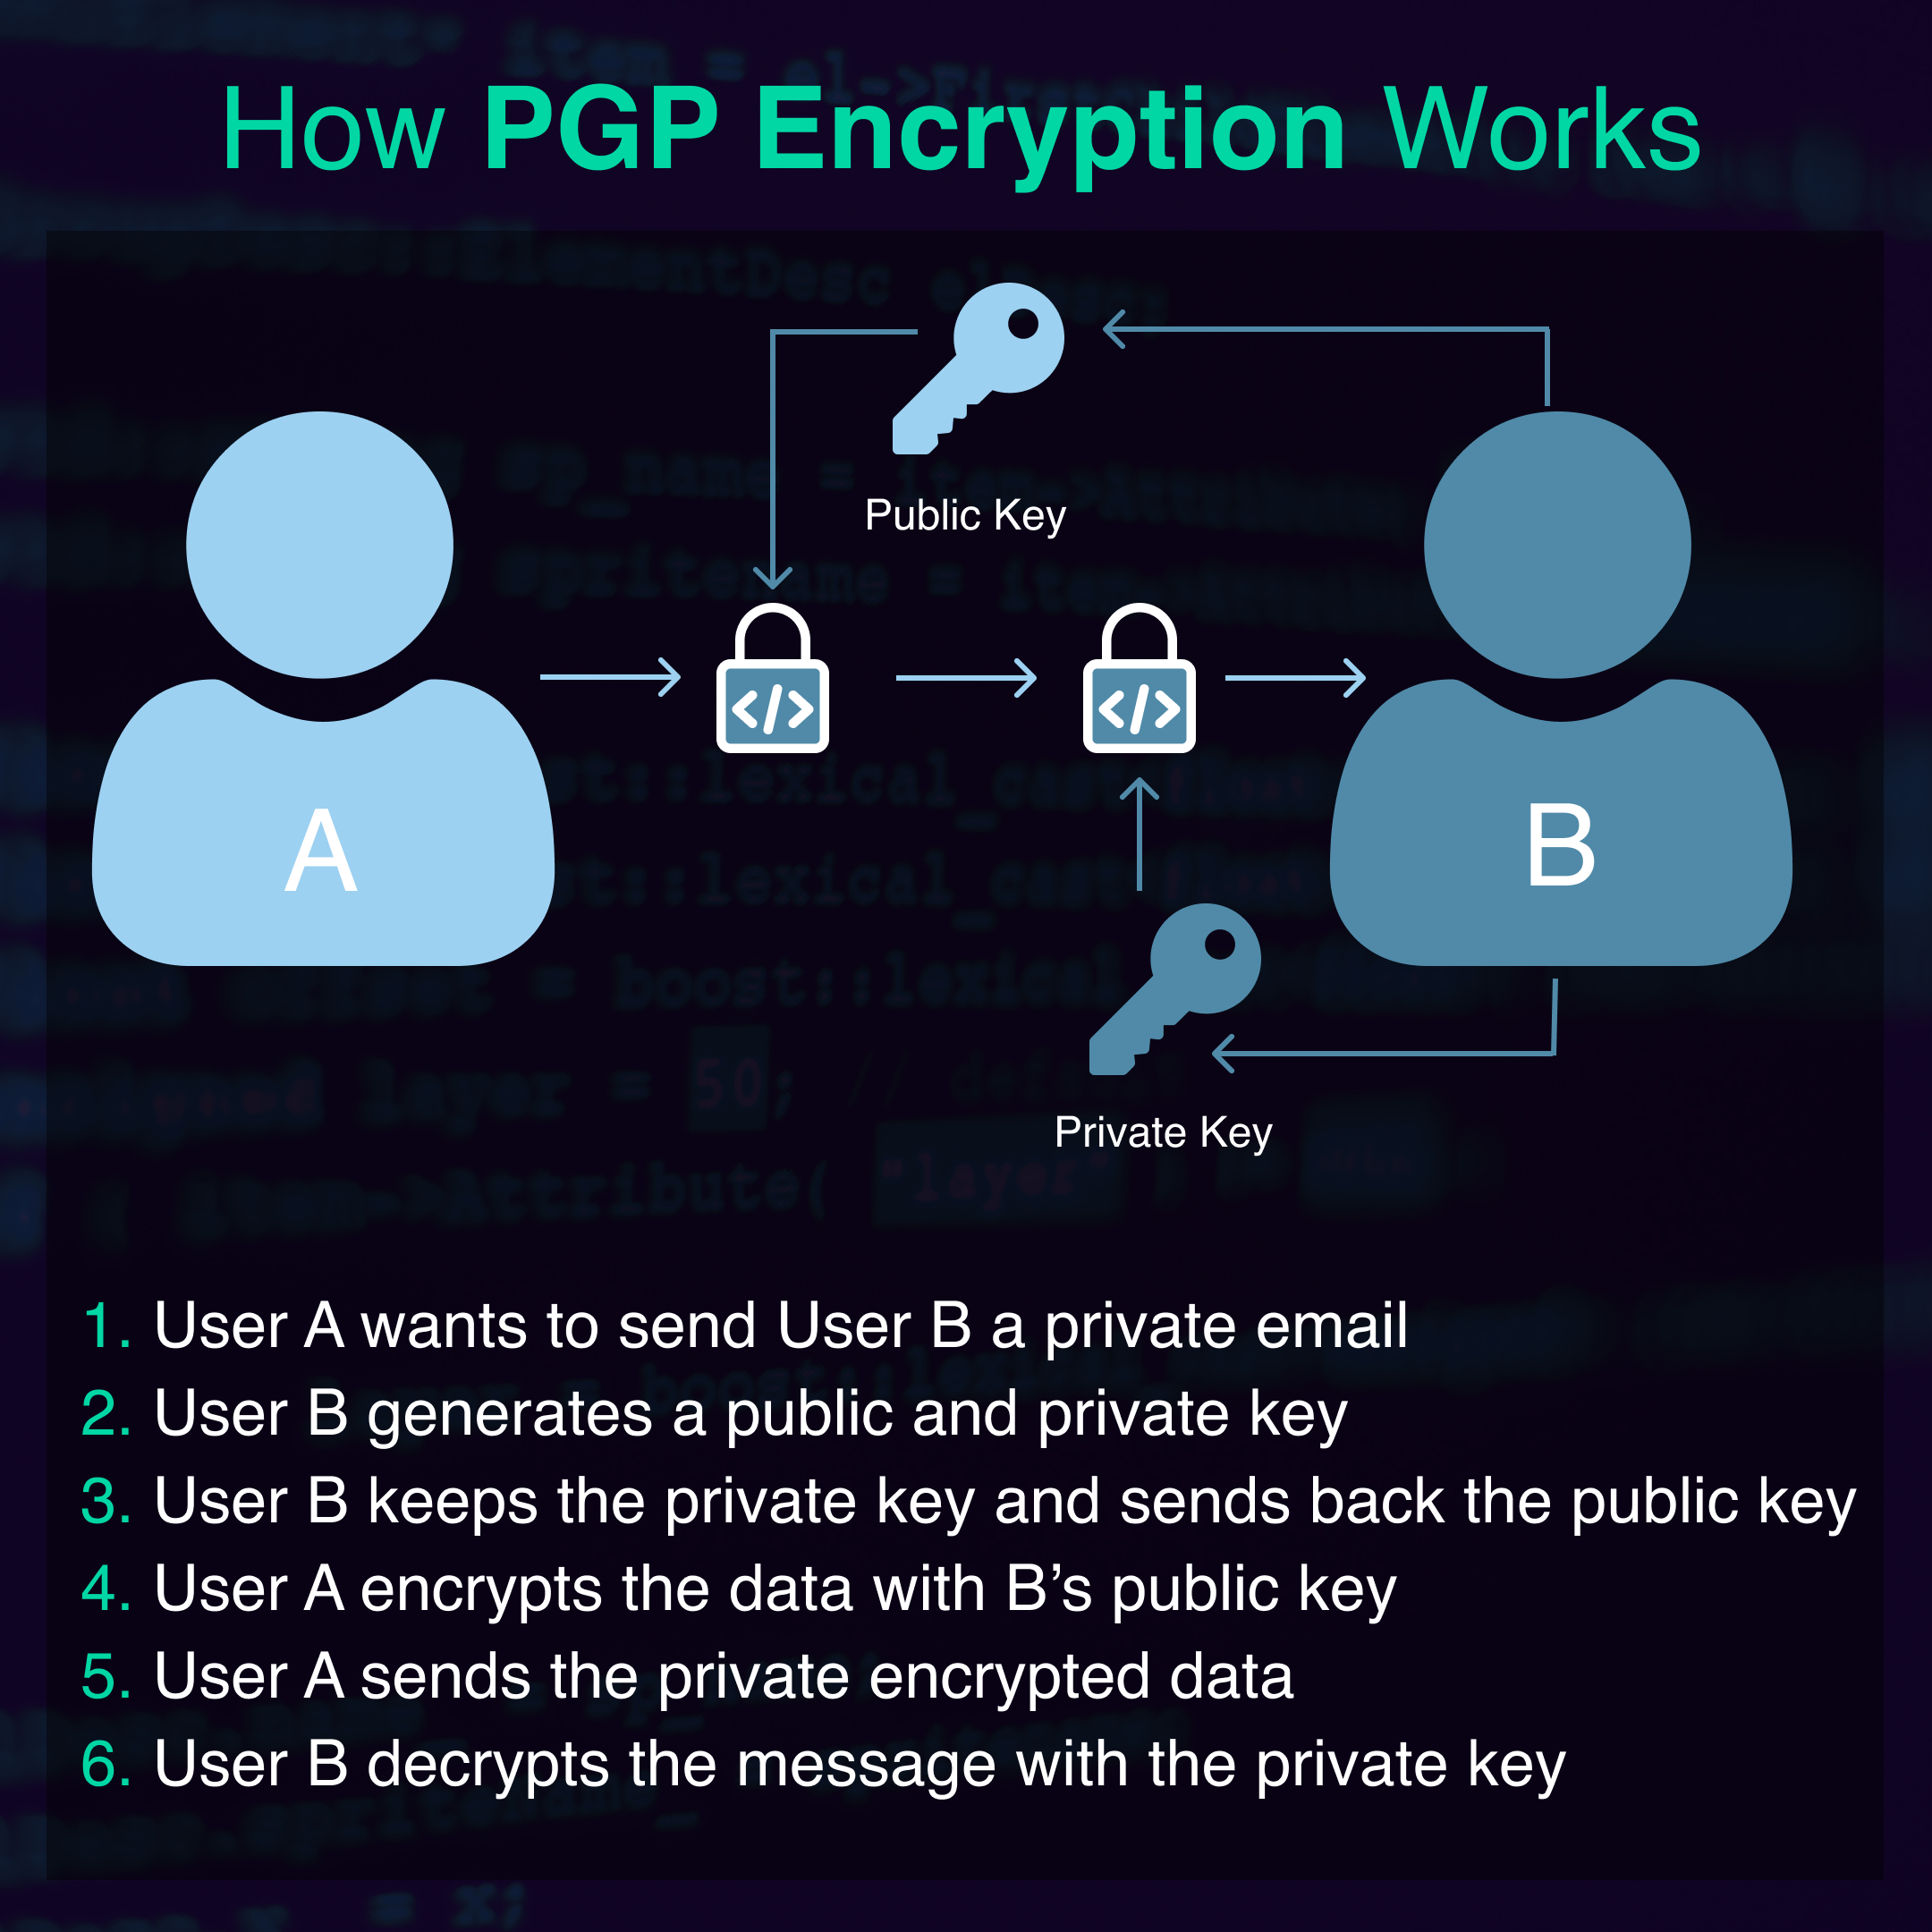 How PGP Encryption Works
Public Key
</>
</>
A
B
Private Key
1. User A wants to send User B a private email
2. User B generates a public and private key
3. User B keeps the private key and sends back the public key
4. User A encrypts the data with B’s public key
5. User A sends the private encrypted data
6. User B decrypts the message with the private key